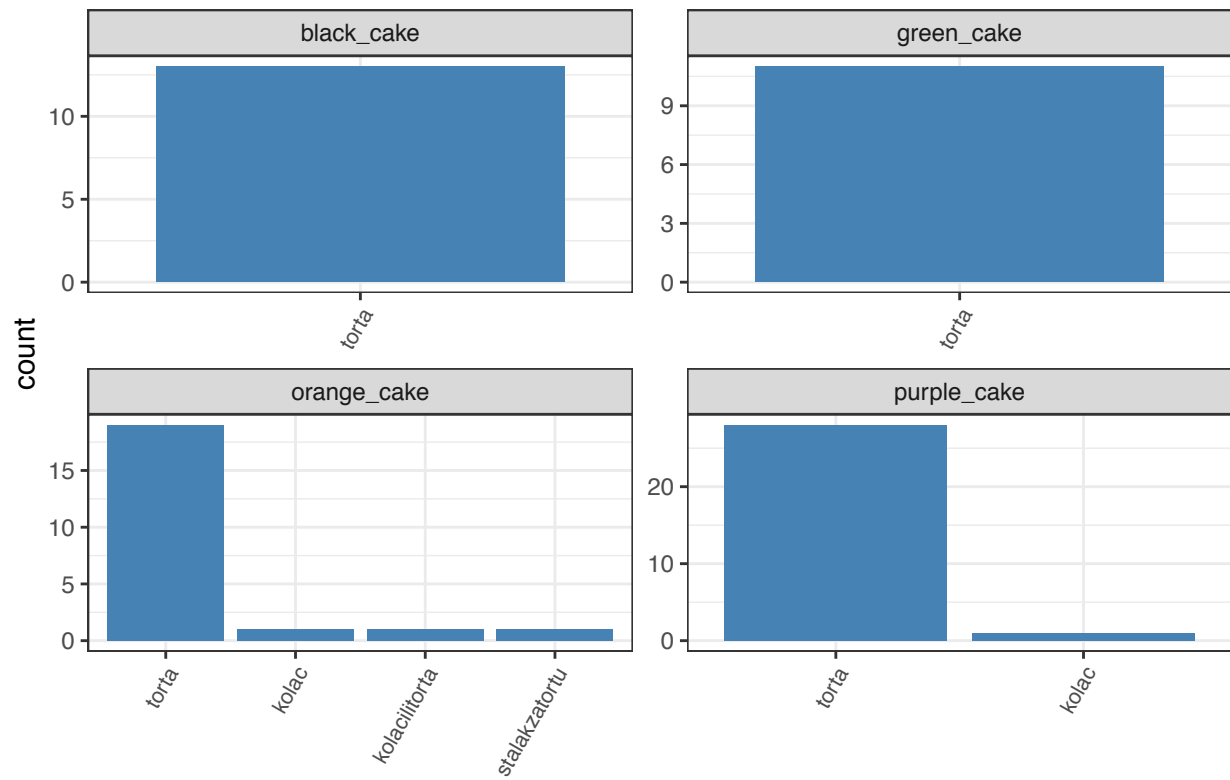 black_cake
green_cake
10
5
0
torta
9
6
3
0
torta
count
orange_cake
purple_cake
15
10
5
0
torta
kolac
kolacilitorta
stalakzatortu
20
10
0
torta
kolac